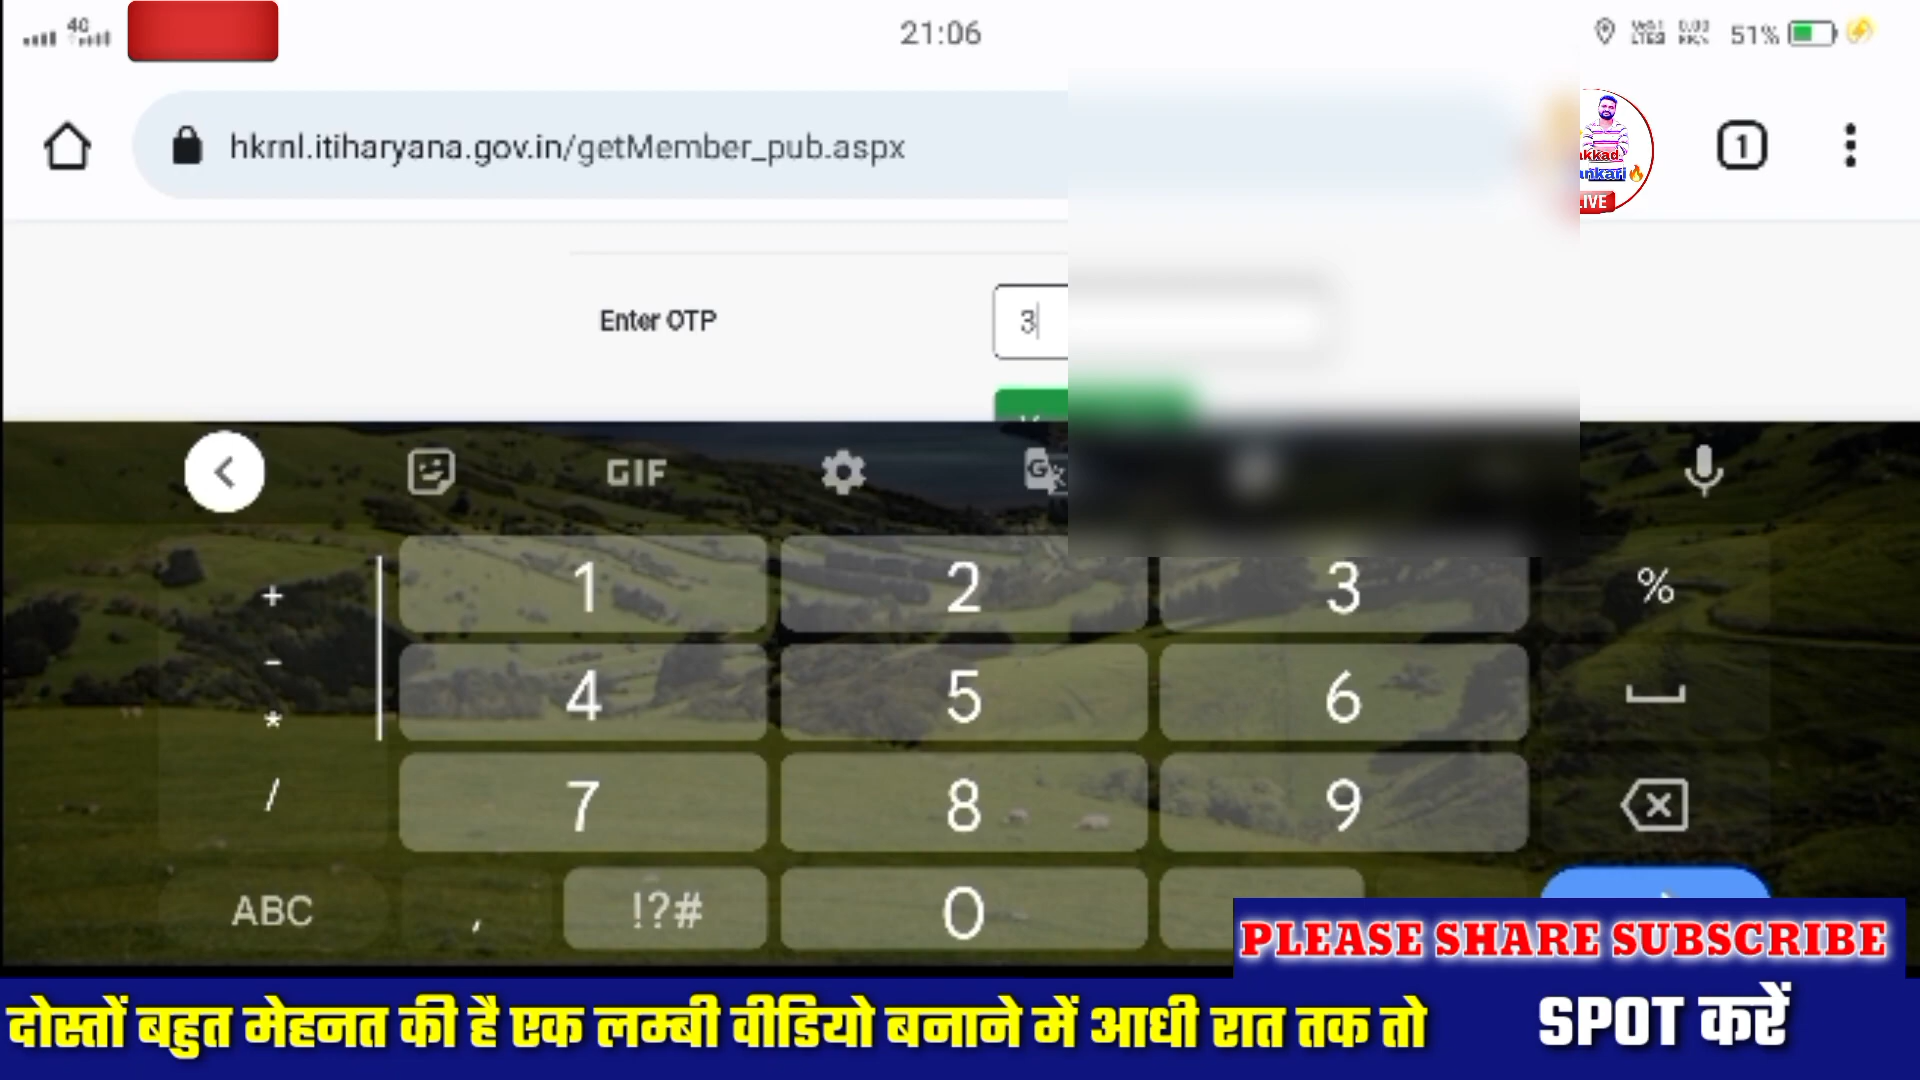 4G
21:06
51%
hkrnl.itiharyana.gov.in/getMember_pub.aspx
1
Enter OTP
3
GIF
+
1
2
3
%
-
4
5
6
*
/
7
8
9
ABC
,
!?#
0
PLEASE SHARE SUBSCRIBE
दोस्तों बहुत मेहनत की है एक लम्बी वीडियो बनाने में आधी रात तक तो
SPOT करें